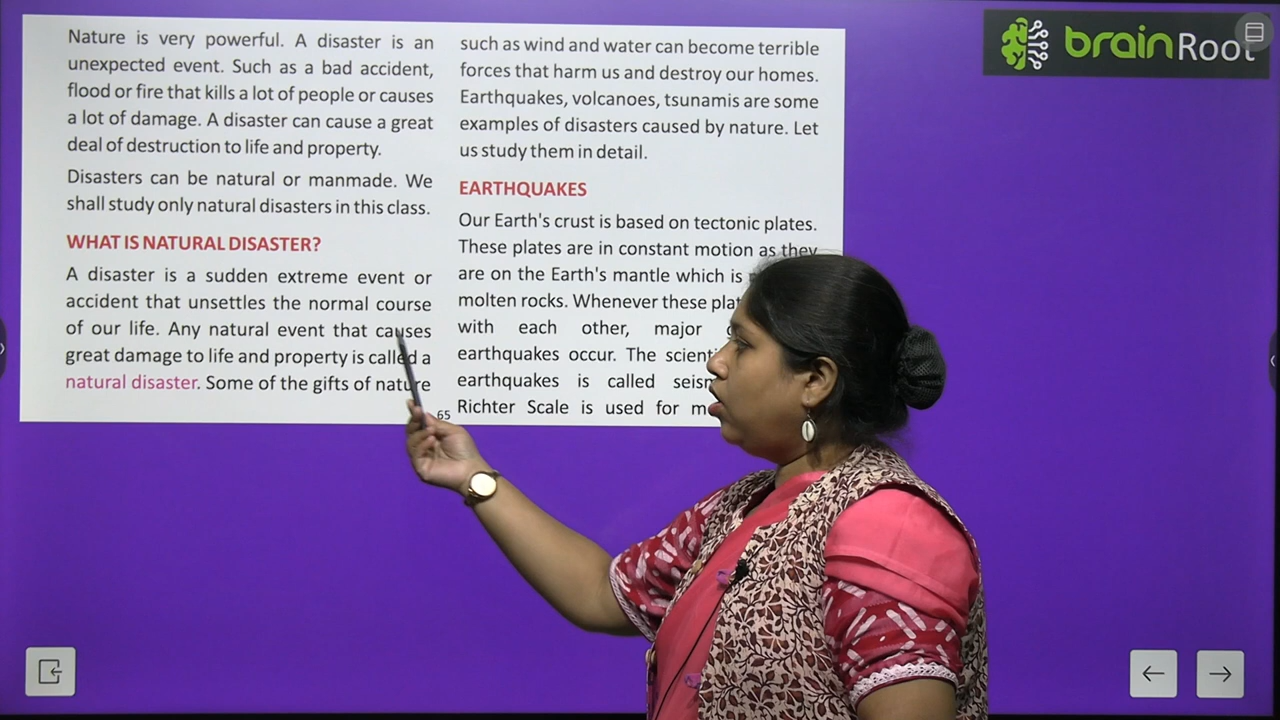 Nature is very powerful. A disaster is an
unexpected event. Such as a bad accident,
flood or fire that kills a lot of people or causes
a lot of damage. A disaster can cause a great
deal of destruction to life and property.
Disasters can be natural or manmade. We
shall study only natural disasters in this class.
WHAT IS NATURAL DISASTER?
A disaster is a sudden extreme event or
accident that unsettles the normal course
of our life. Any natural event that causes
great damage to life and property is called a
natural disaster. Some of the gifts of nature
65
such as wind and water can become terrible
forces that harm us and destroy our homes.
Earthquakes, volcanoes, tsunamis are some
examples of disasters caused by nature. Let
us study them in detail.
EARTHQUAKES
Our Earth's crust is based on tectonic plates.
These plates are in constant motion as they
are on the Earth's mantle which is
molten rocks. Whenever these
with each other, major
earthquakes occur. The
earthquakes is called
Richter Scale is used for
brainRoot